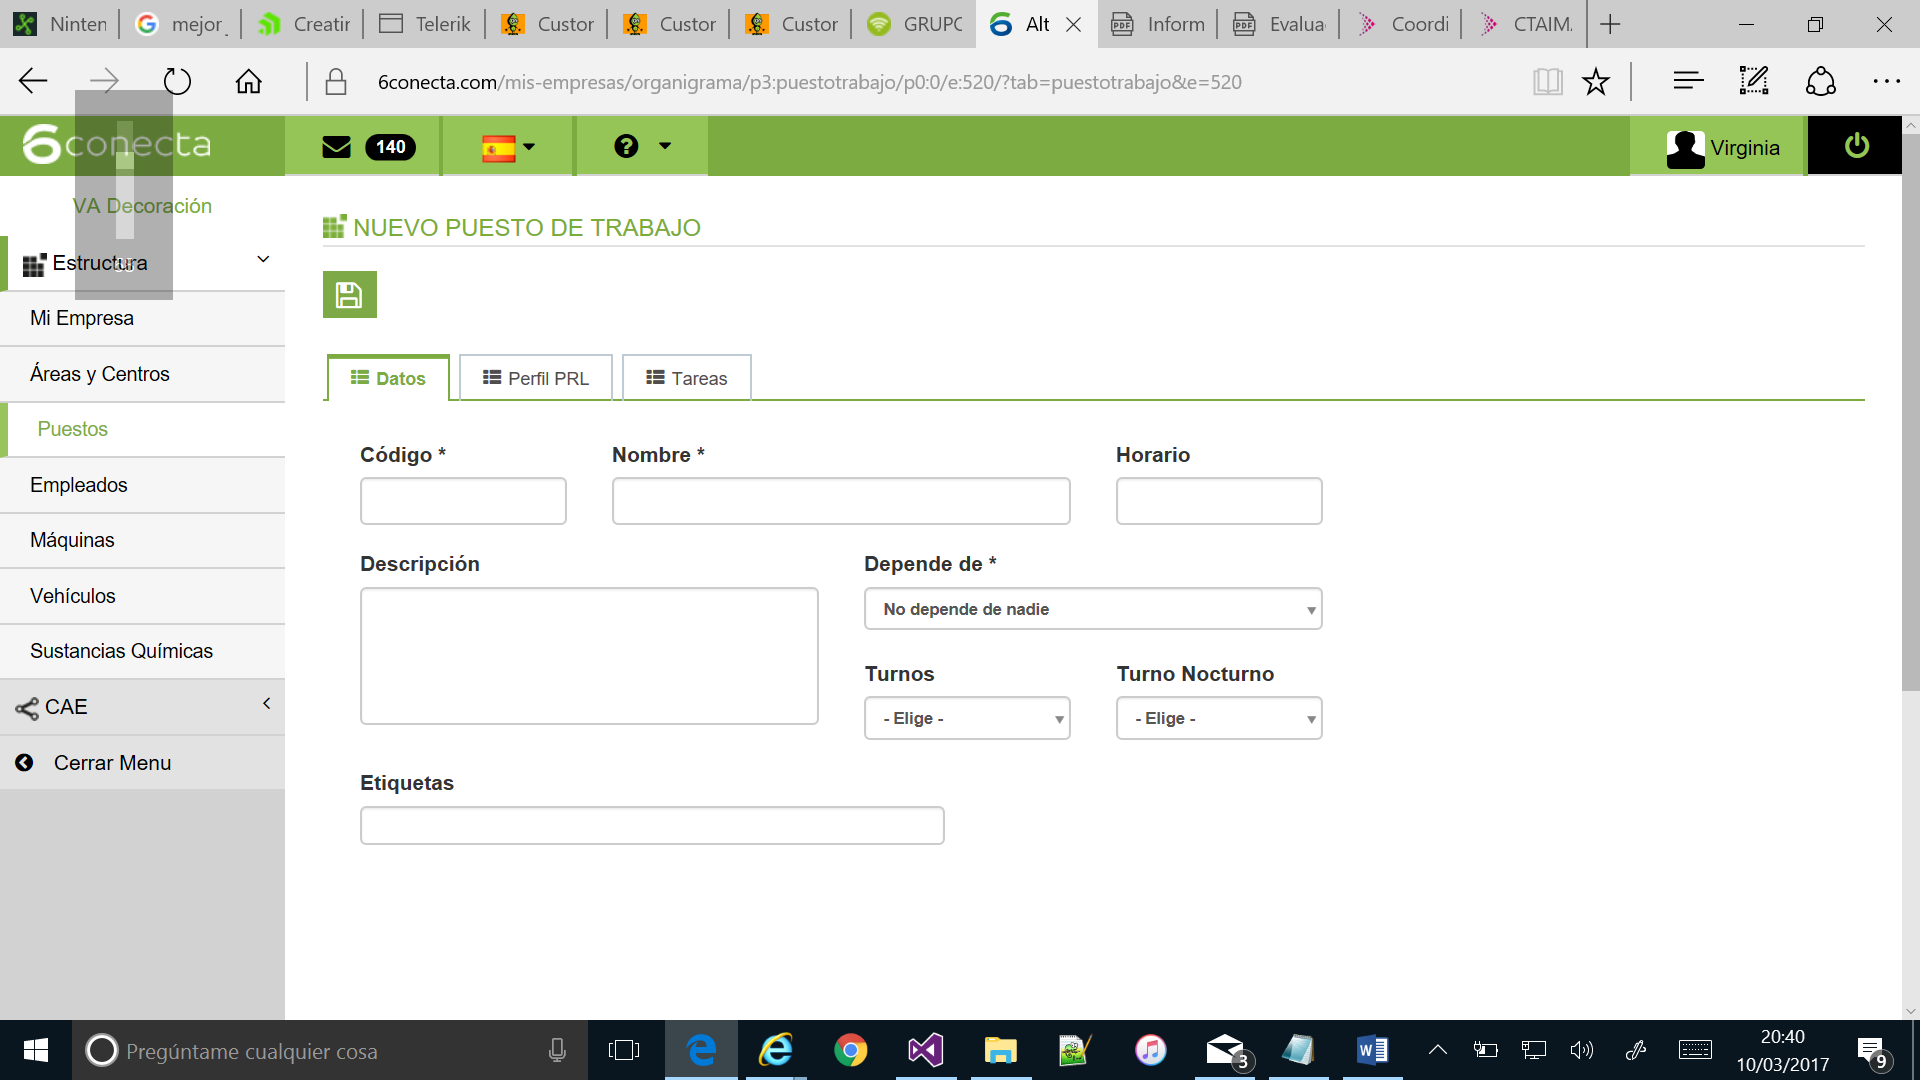 Ninten
mejor
Creatir
Telerik
Custor
Custor
Custor
GRUPO
Alt
Inform
Evalua
Coordi
CTAIM
6conecta.com/mis-empresas/organigrama/p3:puestotrabajo/p0:0/e:520/?tab=puestotrabajo&e=520
6conecta
140
Virginia
VA Decoración
NUEVO PUESTO DE TRABAJO
Estructura
Mi Empresa
Áreas y Centros
Puestos
Empleados
Máquinas
Vehículos
Sustancias Químicas
CAE
Cerrar Menu
Datos
Perfil PRL
Tareas
Código *
Nombre *
Horario
Descripción
Depende de *
No depende de nadie
Turnos
Turno Nocturno
- Elige -
- Elige -
Etiquetas
Pregúntame cualquier cosa
3
20:40
10/03/2017
9